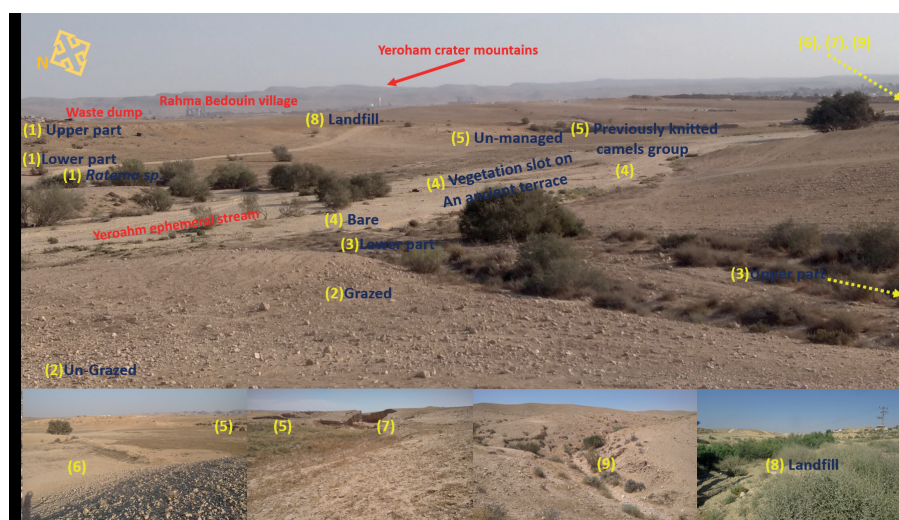 N
Yeroham crater mountains
(6), (7), (9)
Waste dump
Rahma Bedouin village
(8) Landfill
(1) Upper part
(5) Un-managed
(5) Previously knitted
camels group
(1)Lower part
(1) Ratema sp.
(4) Vegetation slot on
An ancient terrace
(4)
Yeroahm ephemeral stream
(4) Bare
(3) Lower part
(3) Upper part
(2)Grazed
(2)Un-Grazed
(5)
(6)
(5)
(7)
(9)
(8) Landfill